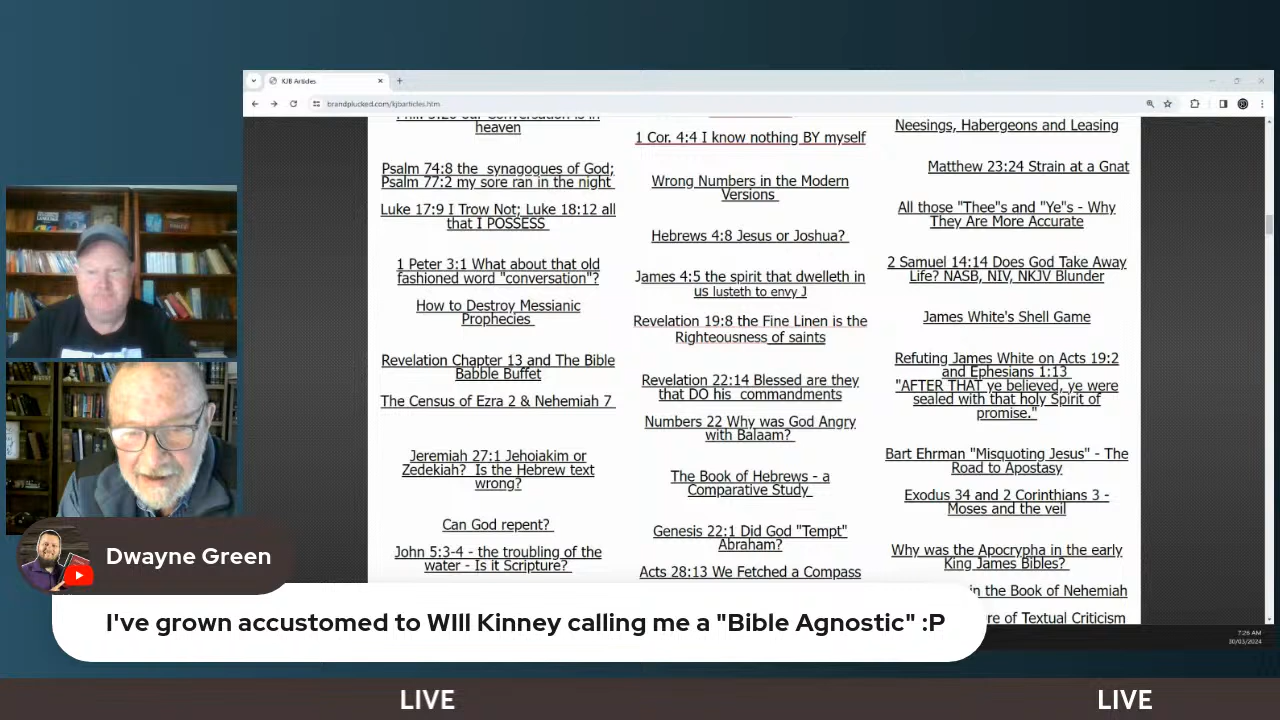 KJB Articles
brandplucked.com/kjbarticles.htm
heaven
Psalm 74:8 the synagogues of God;
Psalm 77:2 my sore ran in the night
Luke 17:9 I Trow Not; Luke 18:12 all
that I POSSESS
1 Peter 3:1 What about that old
fashioned word "conversation"?
How to Destroy Messianic
Prophecies
Revelation Chapter 13 and The Bible
Babble Buffet
The Census of Ezra 2 & Nehemiah 7
Jeremiah 27:1 Jehoiakim or
Zedekiah? Is the Hebrew text
wrong?
Can God repent?
John 5:3-4 - the troubling of the
water - Is it Scripture?
1 Cor. 4:4 I know nothing BY myself
Wrong Numbers in the Modern
Versions
Hebrews 4:8 Jesus or Joshua?
James 4:5 the spirit that dwelleth in
us lusteth to envy J
Revelation 19:8 the Fine Linen is the
Righteousness of saints
Revelation 22:14 Blessed are they
that DO his commandments
Numbers 22 Why was God Angry
with Balaam?
The Book of Hebrews - a
Comparative Study
Genesis 22:1 Did God "Tempt"
Abraham?
Acts 28:13 We Fetched a Compass
Neesings, Habergeons and Leasing
Matthew 23:24 Strain at a Gnat
All those "Thee"s and "Ye"s - Why
They Are More Accurate
2 Samuel 14:14 Does God Take Away
Life? NASB, NIV, NKJV Blunder
James White's Shell Game
Refuting James White on Acts 19:2
and Ephesians 1:13
"AFTER THAT ye believed, ye were
sealed with that holy Spirit of
promise."
Bart Ehrman "Misquoting Jesus" - The
Road to Apostasy
Exodus 34 and 2 Corinthians 3 -
Moses and the veil
Why was the Apocrypha in the early
King James Bibles?
in the Book of Nehemiah
re of Textual Criticism
7:26 AM
30/03/2024
Dwayne Green
I've grown accustomed to WIll Kinney calling me a "Bible Agnostic" :P
LIVE LIVE